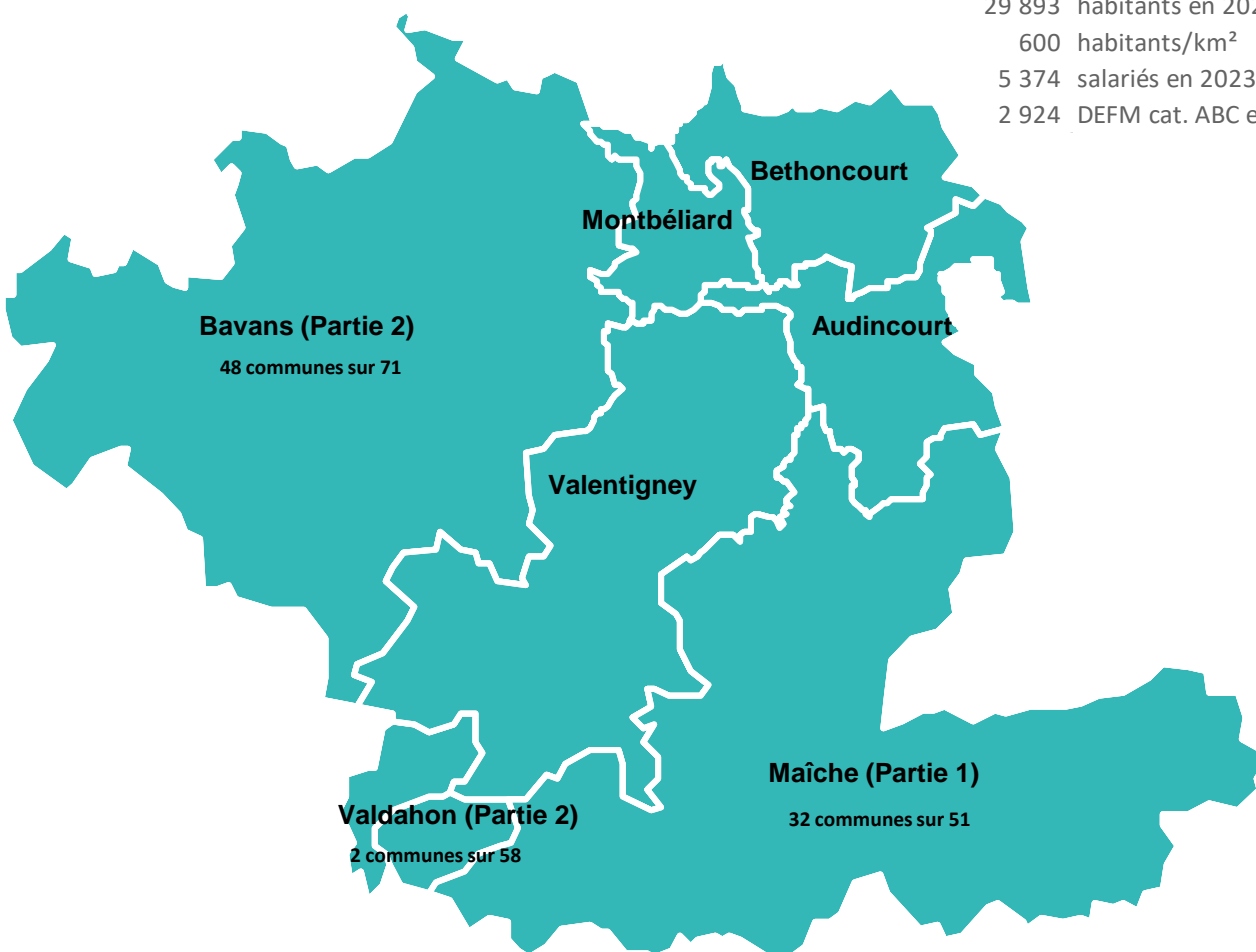 29 893 habitants en 202
600 habitants/km²
5 374 salariés en 2023
2 924 DEFM cat. ABC e
Bethoncourt
Montbéliard
Bavans (Partie 2)
48 communes sur 71
Audincourt
Valentigney
Maîche (Partie 1)
32 communes sur 51
Valdahon (Partie 2)
2 communes sur 58